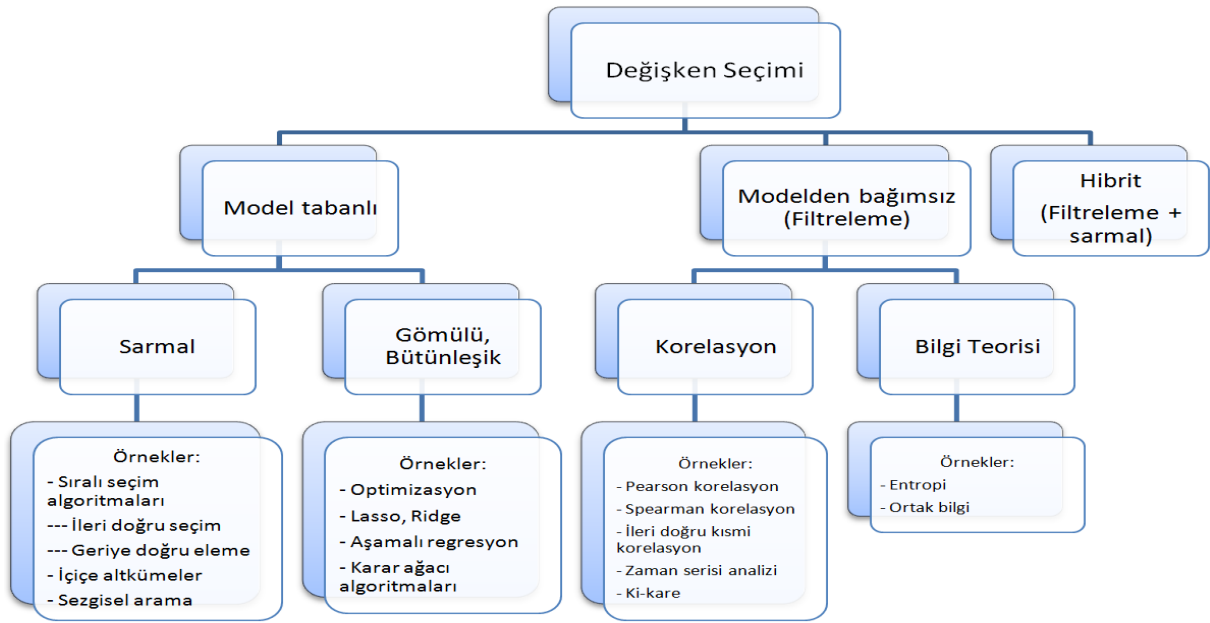 Değişken Seçimi
Model tabanlı
Modelden bağımsız
(Filtreleme)
Hibrit
(Filtreleme +
sarmal)
Sarmal
Gömülü,
Bütünleşik
Korelasyon
Bilgi Teorisi
Örnekler:
- Sıralı seçim
algoritmaları
--- İleri doğru seçim
--- Geriye doğru eleme
- İçiçe altkümeler
- Sezgisel arama
Örnekler:
- Optimizasyon
- Lasso, Ridge
- Aşamalı regresyon
- Karar ağacı
algoritmaları
Örnekler:
- Pearson korelasyon
- Spearman korelasyon
- İleri doğru kısmi
korelasyon
- Zaman serisi analizi
- Ki-kare
Örnekler:
- Entropi
- Ortak bilgi